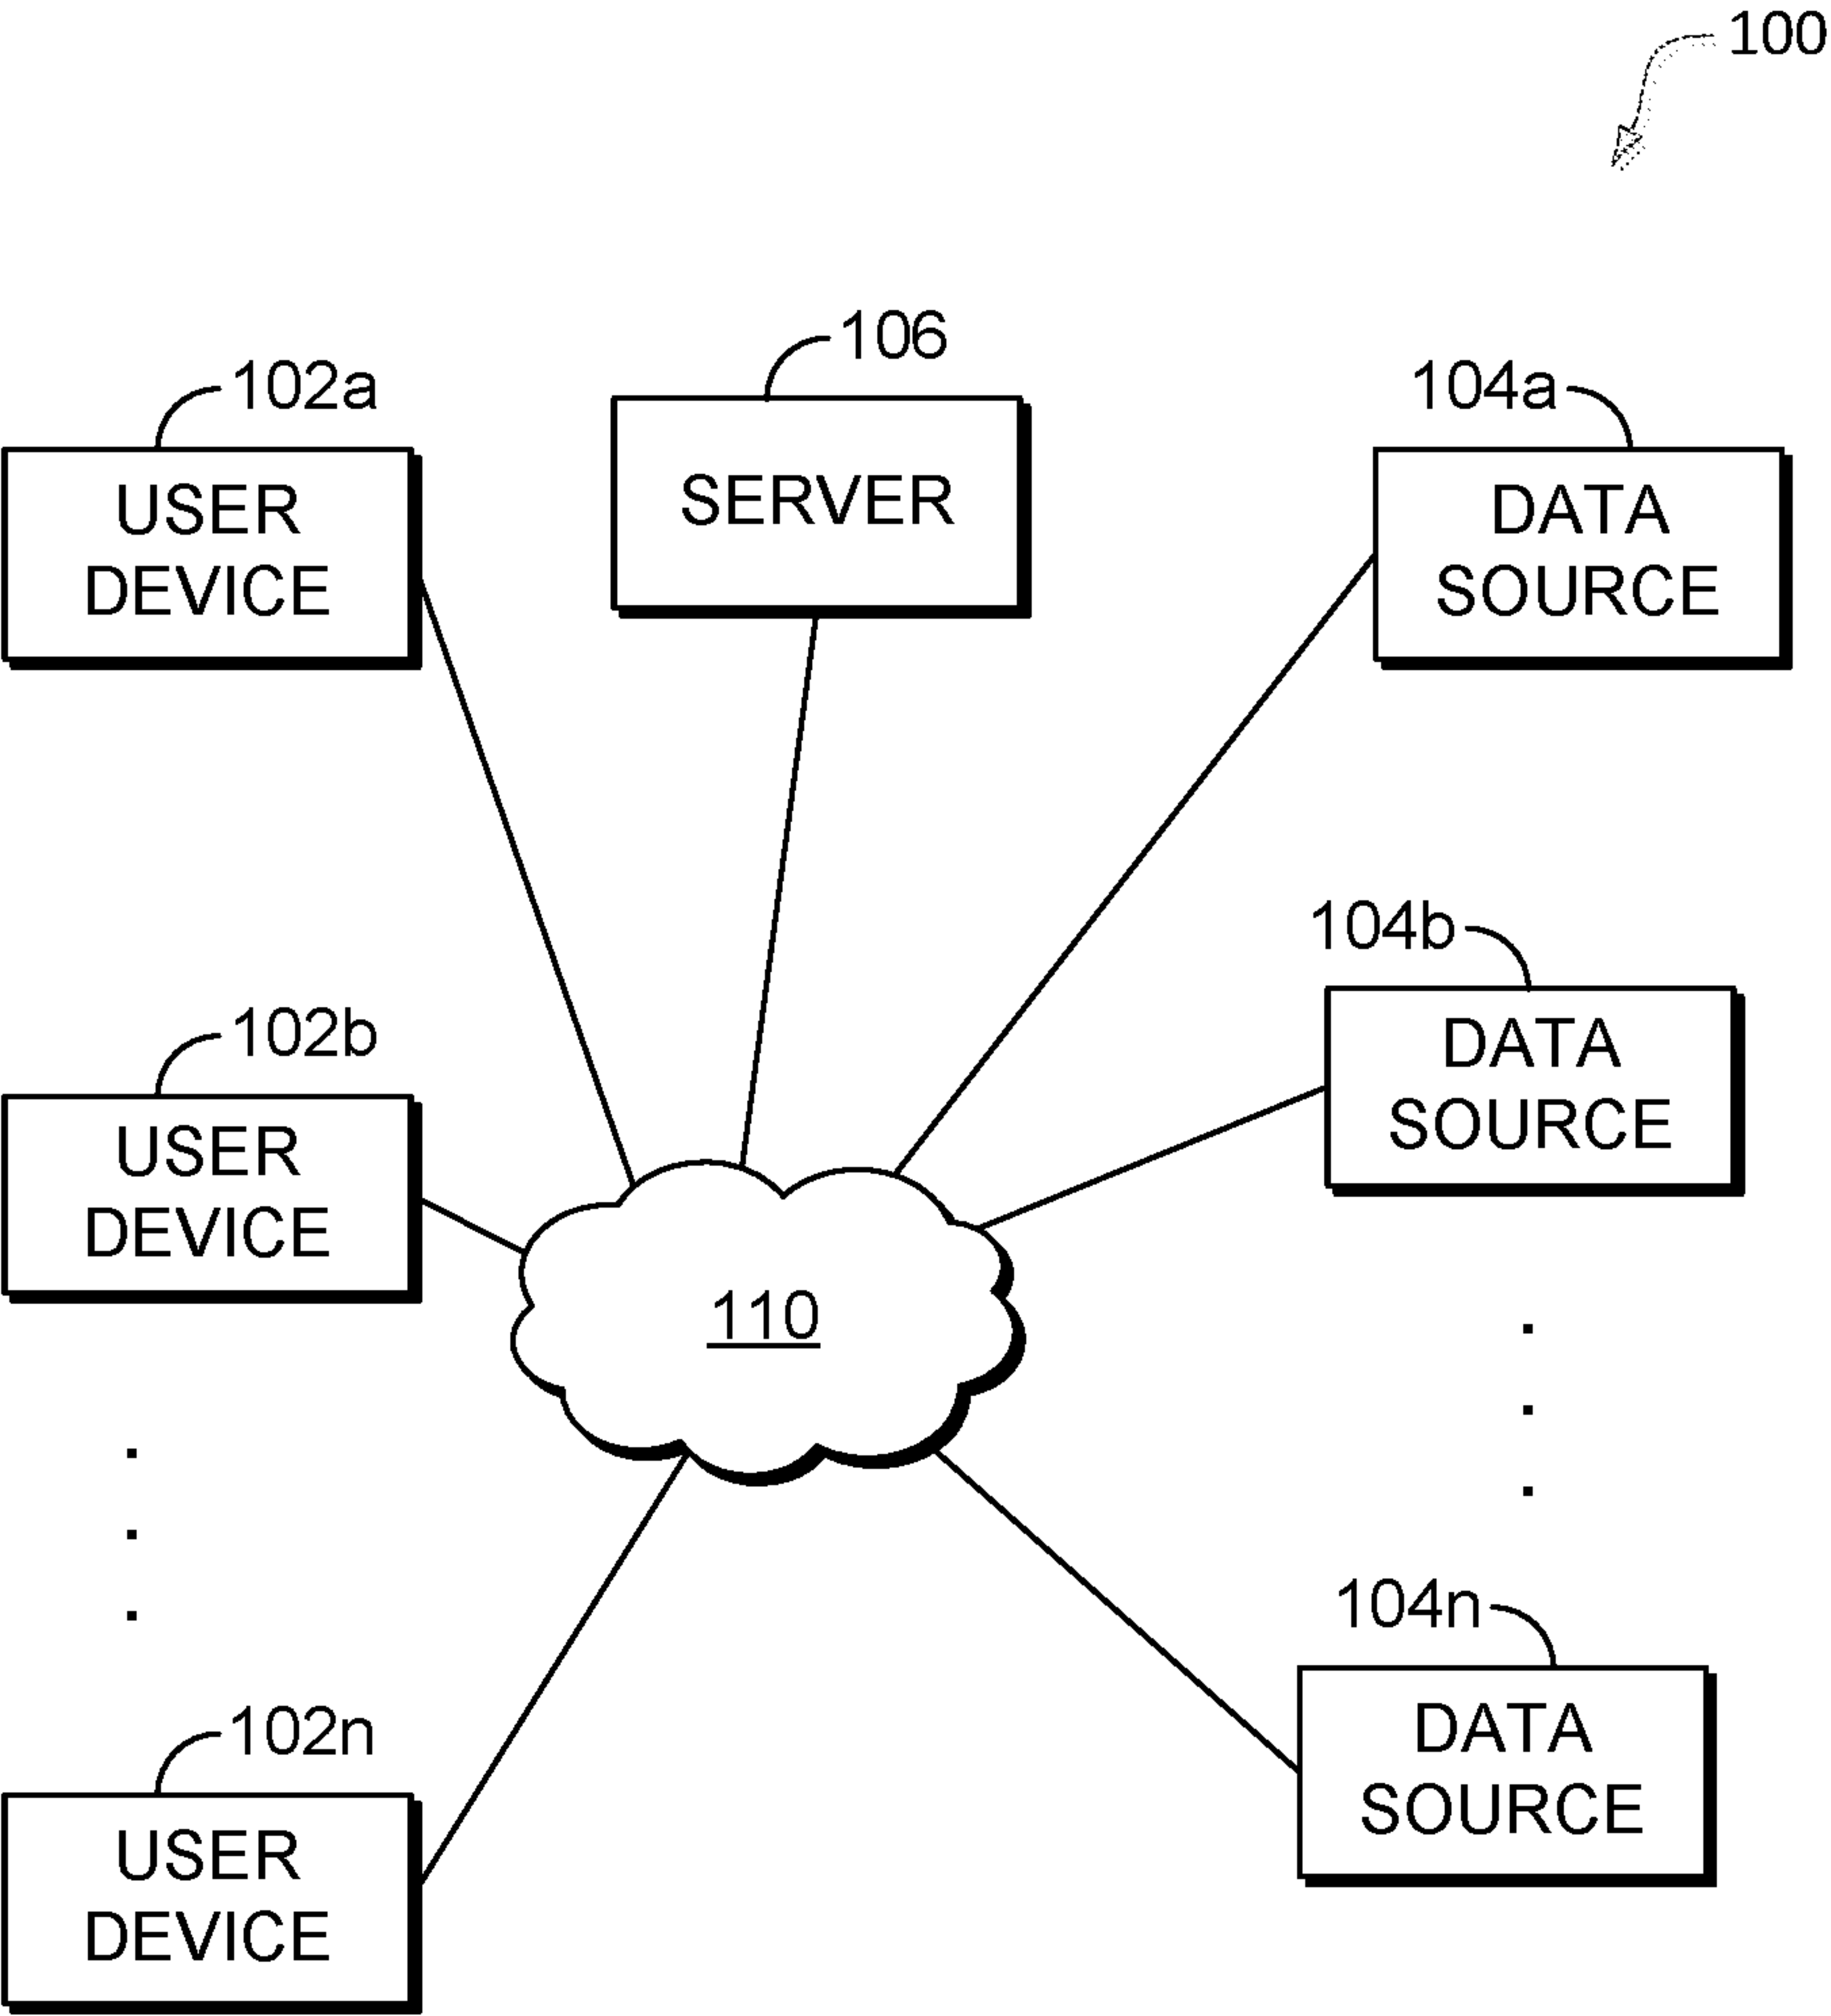 100
106
102a
104a
USER
DEVICE
SERVER
DATA
SOURCE
104b
102b
DATA
SOURCE
USER
DEVICE
110
104n
102n
DATA
SOURCE
USER
DEVICE